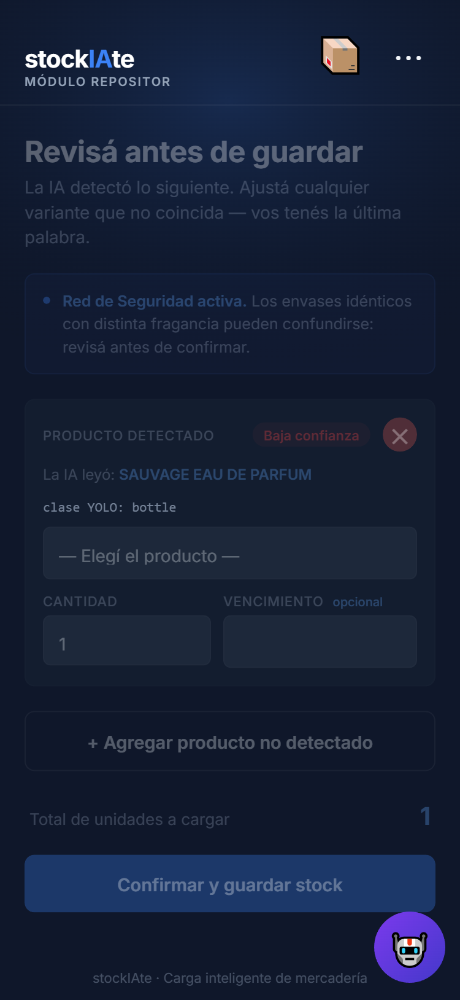 stockIAte
MÓDULO REPOSITOR
Revisá antes de guardar
La IA detectó lo siguiente. Ajustá cualquier
variante que no coincida — vos tenés la última
palabra.
Red de Seguridad activa. Los envases idénticos
con distinta fragancia pueden confundirse:
revisá antes de confirmar.
PRODUCTO DETECTADO
Baja confianza
La IA leyó: SAUVAGE EAU DE PARFUM
clase YOLO: bottle
— Elegí el producto —
CANTIDAD
VENCIMIENTO opcional
1
+ Agregar producto no detectado
Total de unidades a cargar
1
Confirmar y guardar stock
stockIAte · Carga inteligente de mercadería